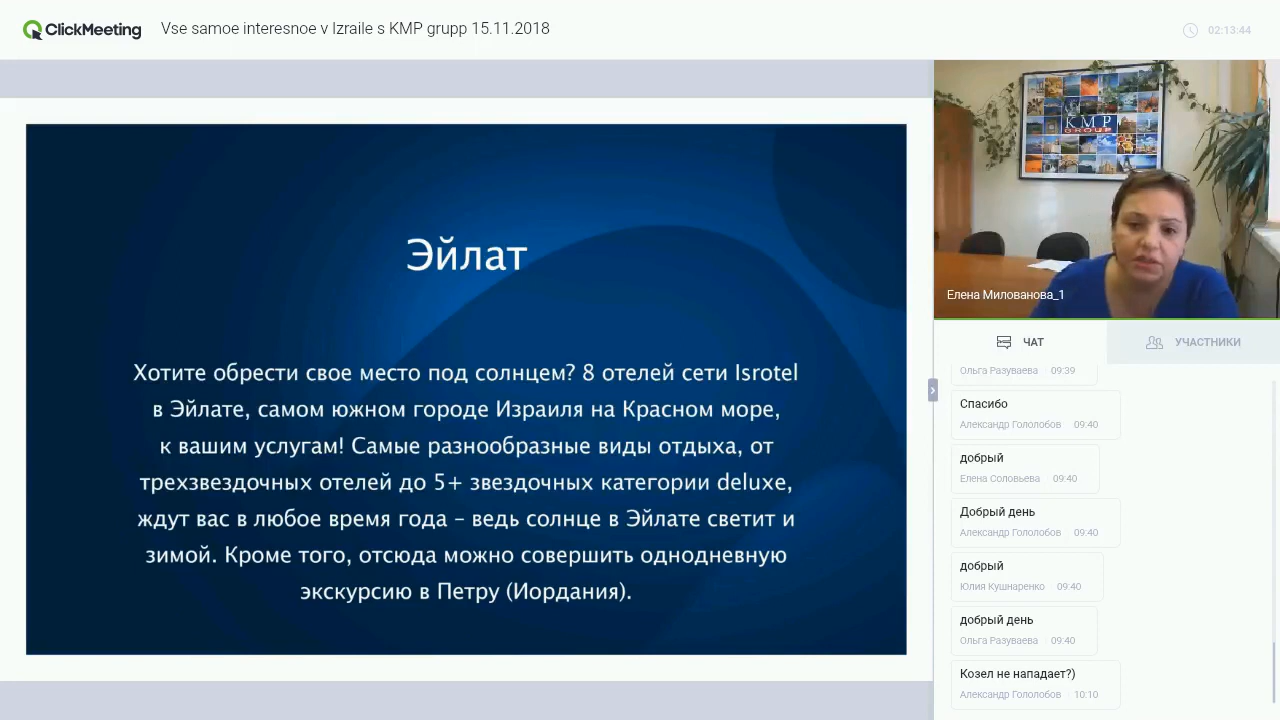 ClickMeeting
Vse samoe interesnoe v Izraile s KMP grupp 15.11.2018
02:13:44
Эйлат
Хотите обрести свое место под солнцем? 8 отелей сети Isrotel
в Эйлате, самом южном городе Израиля на Красном море,
к вашим услугам! Самые разнообразные виды отдыха, от
трехзвездочных отелей до 5+ звездочных категории deluxe,
ждут вас в любое время года – ведь солнце в Эйлате светит и
зимой. Кроме того, отсюда можно совершить однодневную
экскурсию в Петру (Иордания).
KMP
GROUP
Елена Милованова_1
ЧАТ
УЧАСТНИКИ
Ольга Разуваева 09:39
Спасибо
Александр Гололобов 09:40
добрый
Елена Соловьева 09:40
Добрый день
Александр Гололобов 09:40
добрый
Юлия Кушнаренко 09:40
добрый день
Ольга Разуваева 09:40
Козел не нападает?)
Александр Гололобов 10:10